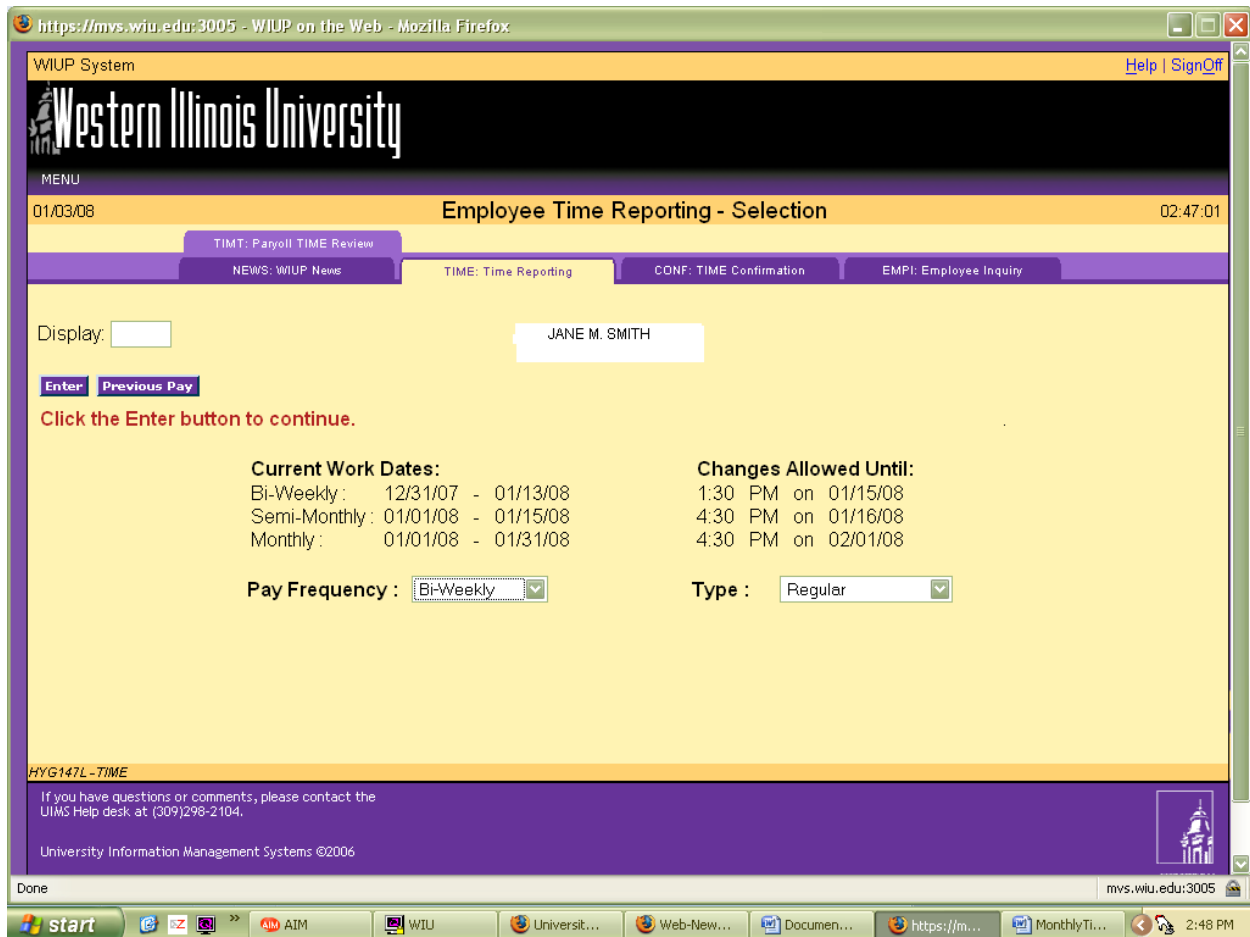 https://mvs.wiu.edu:3005 - WIUP on the Web - Mozilla Firefox
WIUP System Help | SignOff
Western Illinois University
MENU
01/03/08 Employee Time Reporting - Selection 02:47:01
TIMT: Paryoll TIME Review
NEWS: WIUP News TIME: Time Reporting CONF: TIME Confirmation EMPI: Employee Inquiry
Display: JANE M. SMITH
Enter Previous Pay
Click the Enter button to continue.
Current Work Dates: Changes Allowed Until:
Bi-Weekly : 12/31/07 - 01/13/08 1:30 PM on 01/15/08
Semi-Monthly : 01/01/08 - 01/15/08 4:30 PM on 01/16/08
Monthly : 01/01/08 - 01/31/08 4:30 PM on 02/01/08
Pay Frequency : Bi-Weekly Type : Regular
HYG147L-TIME
If you have questions or comments, please contact the
UIMS Help desk at (309)298-2104.
University Information Management Systems ©2006
Done mvs.wiu.edu:3005
start » AIM WIU Universit... Web-New... Documen... https://m... MonthlyTi... 2:48 PM